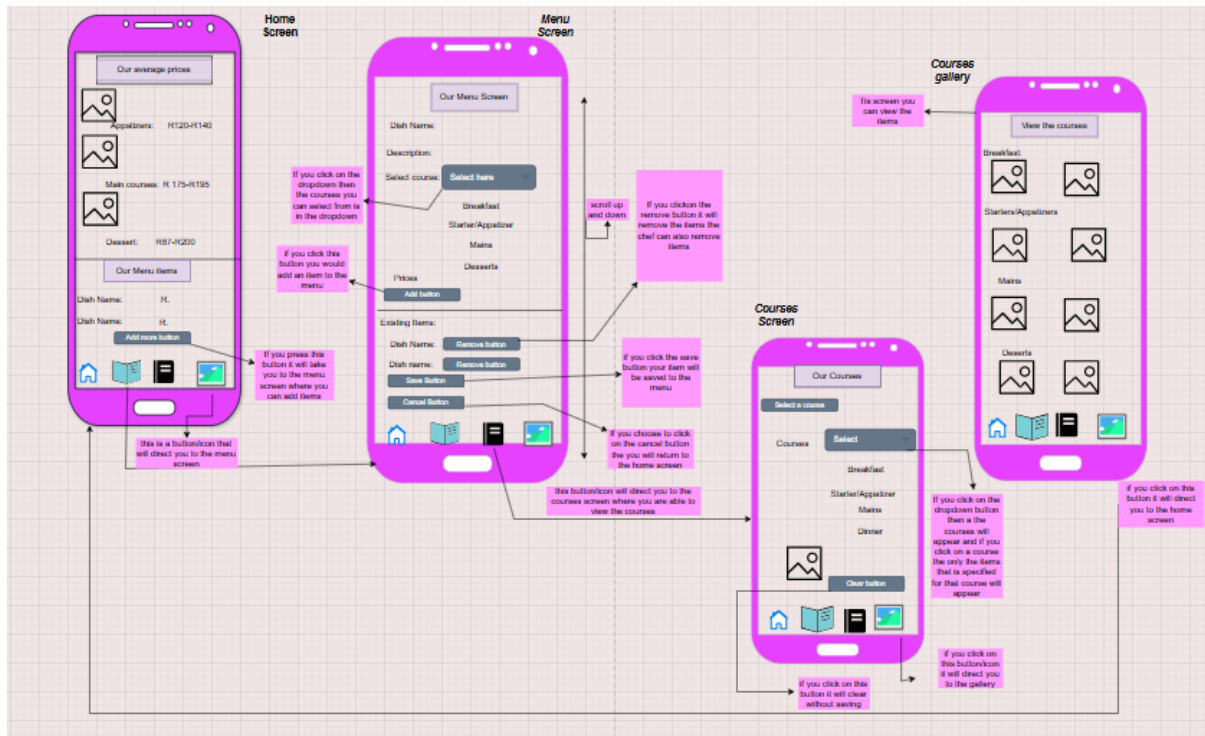 Home
Screen
Our average prices
Appatizers: R120-R140
Main courses: R 175-R195
Dessert: R87-R200
Our Menu items
Dish Name: R.
Dish Name: R.
Add more button
If you press this
button it will take
you to the menu
screen where you
can add items
this is a button/icon that
will direct you to the menu
screen
Menu
Screen
Our Menu Screen
Dish Name:
Description:
Select course: Select here
Breakfast
Starter/Appatizer
Mains
Desserts
Prices
Add button
Existing Items:
Dish Name: Remove button
Dish name: Remove button
Save Button
Cancel Button
If you click on the
dropdown then
the courses you
can select from is
in the dropdown
if you click this
button you would
add an item to the
menu
scroll up
and down
If you clickon the
remove button it will
remove the items the
chef can also remove
items
if you click the save
button your item will
be saved to the
menu
If you choose to click
on the cancel button
the you will return to
the home screen
this button/icon will direct you to the
courses screen where you are able to
view the courses
Courses
Screen
Our Courses
Select a course
Courses Select
Breakfast
Starter/Appatizer
Mains
Dinner
Clear button
If you click on the
dropdown button
then a the
courses will
appear and if you
click on a course
the only the items
that is specified
for that course will
appear
if you click on
this button/icon
it will direct you
to the gallery
if you click on this
button it will clear
without saving
Courses
gallery
Tis screen you
can view the
items
View the courses
Breakfast:
Starters/Appatizers
Mains
Deserts
if you click on this
button it will direct
you to the home
screen